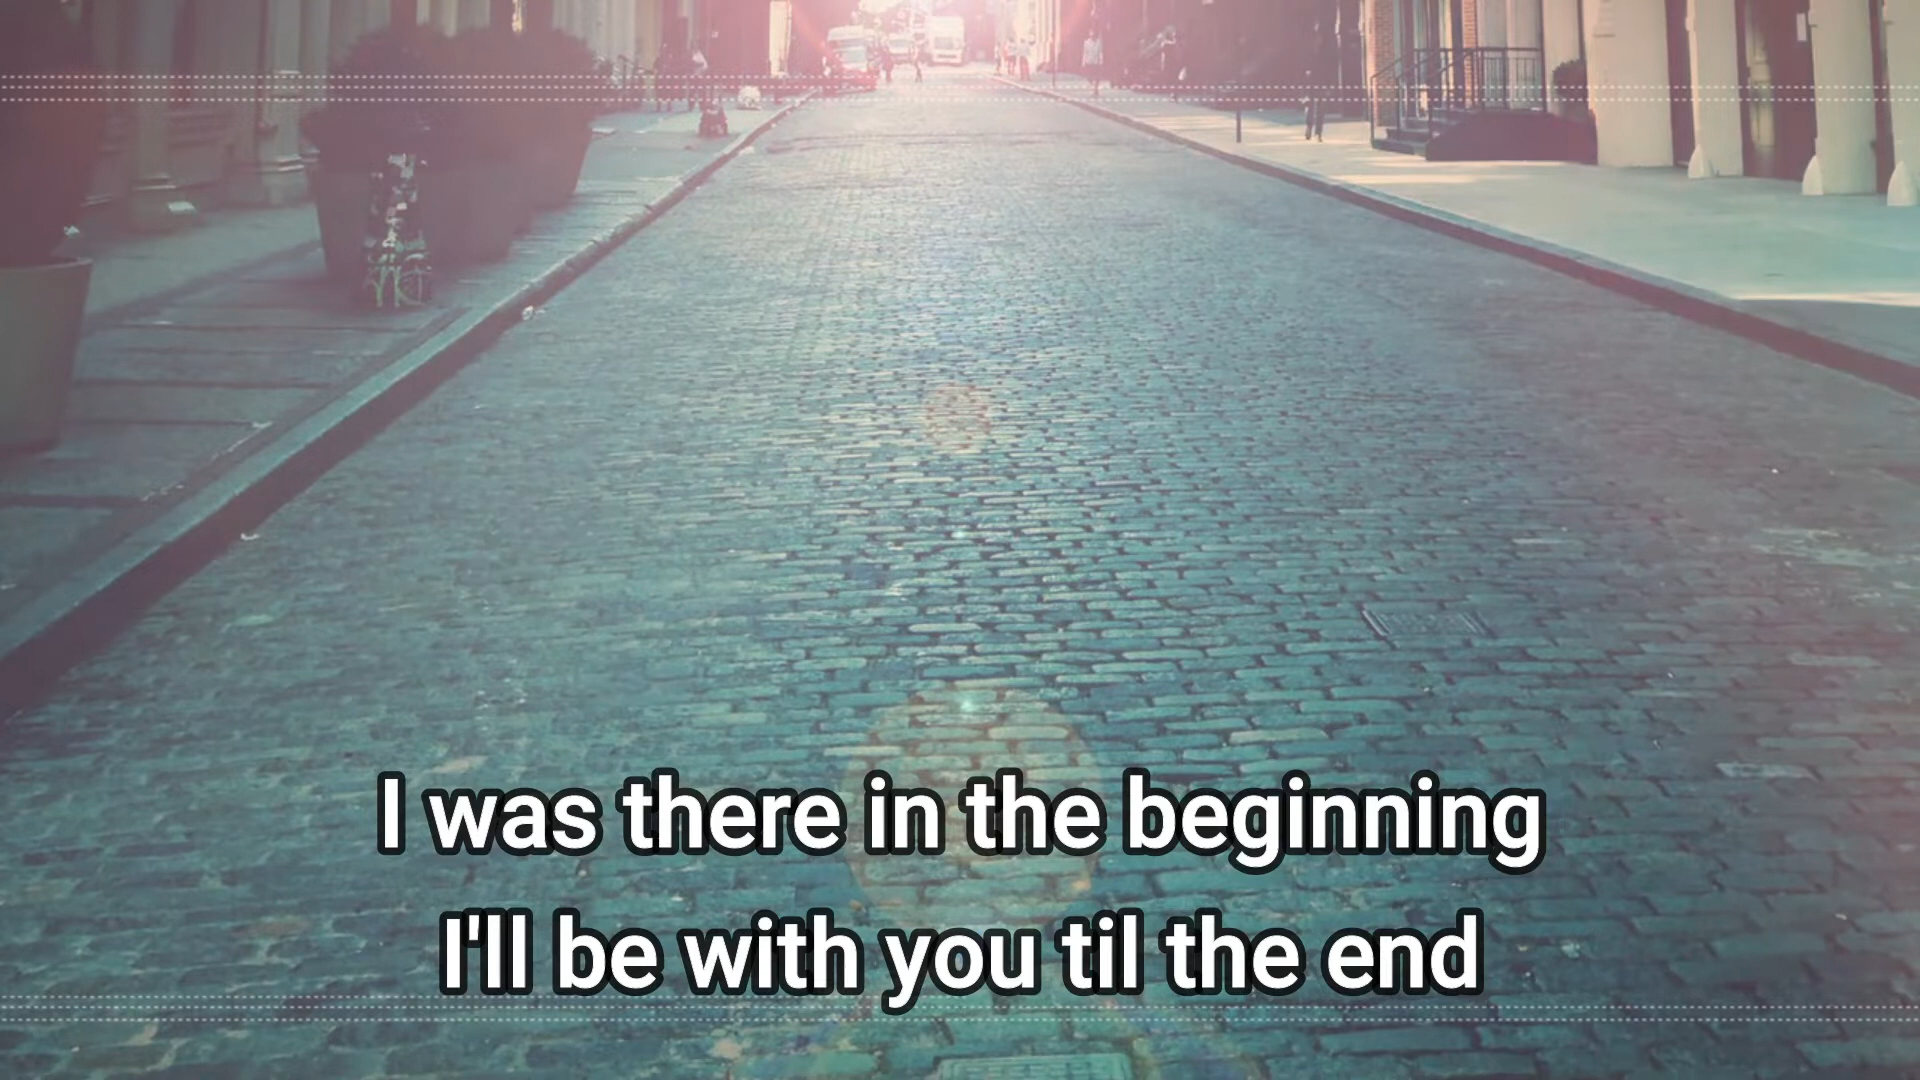 I was there in the beginning
I'll be with you til the end